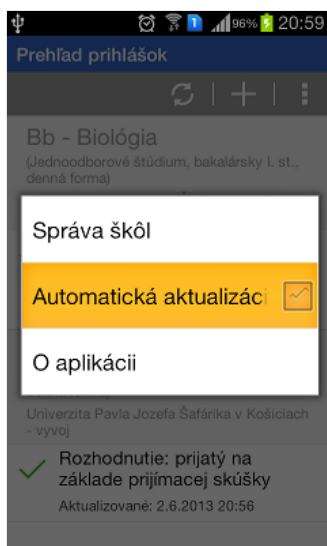 1 96% 20:59
Prehľad prihlášok
Bb - Biológia
(Jednoodborové štúdium, bakalársky I. st.,
denná forma)
Správa škôl
Automatická aktualizáci
O aplikácii
Univerzita Pavla Jozefa Šafárika v Košiciach
- vyvoj
Rozhodnutie: prijatý na
základe prijímacej skúšky
Aktualizované: 2.6.2013 20:56